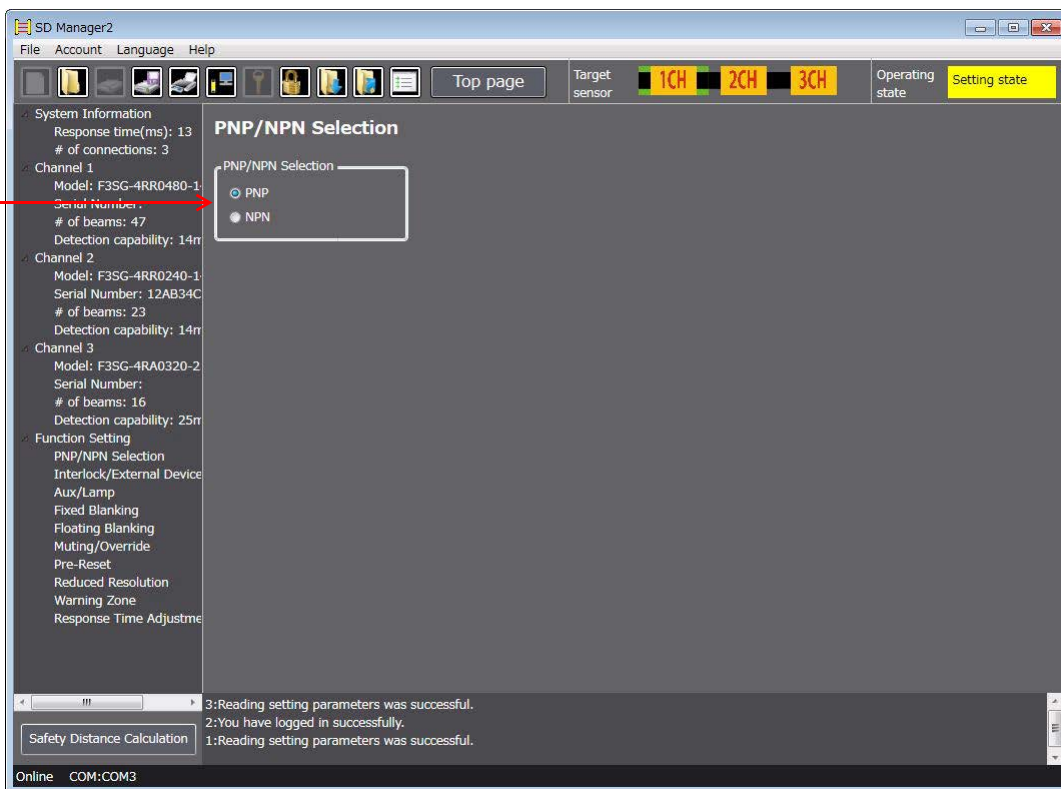 SD Manager2
File Account Language Help
Top page
Target sensor
1CH 2CH 3CH
Operating state
Setting state
System Information
Response time(ms): 13
# of connections: 3
Channel 1
Model: F3SG-4RR0480-1
Serial Number:
# of beams: 47
Detection capability: 14m
Channel 2
Model: F3SG-4RR0240-1
Serial Number: 12AB34C
# of beams: 23
Detection capability: 14m
Channel 3
Model: F3SG-4RA0320-2
Serial Number:
# of beams: 16
Detection capability: 25m
Function Setting
PNP/NPN Selection
Interlock/External Device
Aux/Lamp
Fixed Blanking
Floating Blanking
Muting/Override
Pre-Reset
Reduced Resolution
Warning Zone
Response Time Adjustme
PNP/NPN Selection
PNP/NPN Selection
PNP
NPN
3:Reading setting parameters was successful.
2:You have logged in successfully.
1:Reading setting parameters was successful.
Safety Distance Calculation
Online COM:COM3